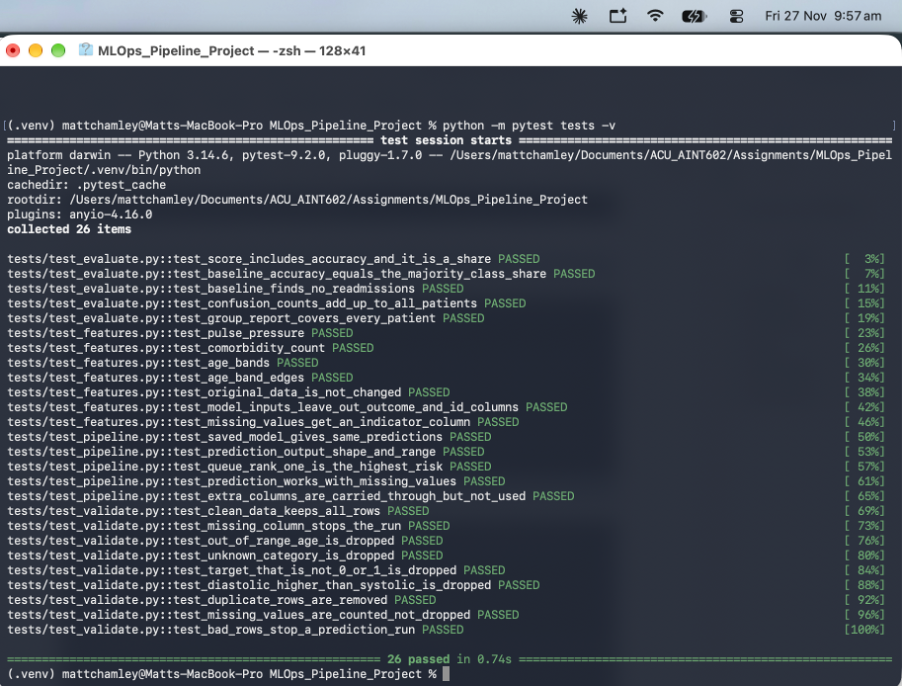 Fri 27 Nov 9:57 am
MLOps_Pipeline_Project — -zsh — 128×41
(.venv) mattchamley@Matts-MacBook-Pro MLOps_Pipeline_Project % python -m pytest tests -v
============================================== test session starts ==============================================
platform darwin -- Python 3.14.6, pytest-9.2.0, pluggy-1.7.0 -- /Users/mattchamley/Documents/ACU_AINT602/Assignments/MLOps_Pipel
ine_Project/.venv/bin/python
cachedir: .pytest_cache
rootdir: /Users/mattchamley/Documents/ACU_AINT602/Assignments/MLOps_Pipeline_Project
plugins: anyio-4.16.0
collected 26 items
tests/test_evaluate.py::test_score_includes_accuracy_and_it_is_a_share PASSED [  3%]
tests/test_evaluate.py::test_baseline_accuracy_equals_the_majority_class_share PASSED [  7%]
tests/test_evaluate.py::test_baseline_finds_no_readmissions PASSED [ 11%]
tests/test_evaluate.py::test_confusion_counts_add_up_to_all_patients PASSED [ 15%]
tests/test_evaluate.py::test_group_report_covers_every_patient PASSED [ 19%]
tests/test_features.py::test_pulse_pressure PASSED [ 23%]
tests/test_features.py::test_comorbidity_count PASSED [ 26%]
tests/test_features.py::test_age_bands PASSED [ 30%]
tests/test_features.py::test_age_band_edges PASSED [ 34%]
tests/test_features.py::test_original_data_is_not_changed PASSED [ 38%]
tests/test_features.py::test_model_inputs_leave_out_outcome_and_id_columns PASSED [ 42%]
tests/test_features.py::test_missing_values_get_an_indicator_column PASSED [ 46%]
tests/test_pipeline.py::test_saved_model_gives_same_predictions PASSED [ 50%]
tests/test_pipeline.py::test_prediction_output_shape_and_range PASSED [ 53%]
tests/test_pipeline.py::test_queue_rank_one_is_the_highest_risk PASSED [ 57%]
tests/test_pipeline.py::test_prediction_works_with_missing_values PASSED [ 61%]
tests/test_pipeline.py::test_extra_columns_are_carried_through_but_not_used PASSED [ 65%]
tests/test_validate.py::test_clean_data_keeps_all_rows PASSED [ 69%]
tests/test_validate.py::test_missing_column_stops_the_run PASSED [ 73%]
tests/test_validate.py::test_out_of_range_age_is_dropped PASSED [ 76%]
tests/test_validate.py::test_unknown_category_is_dropped PASSED [ 80%]
tests/test_validate.py::test_target_that_is_not_0_or_1_is_dropped PASSED [ 84%]
tests/test_validate.py::test_diastolic_higher_than_systolic_is_dropped PASSED [ 88%]
tests/test_validate.py::test_duplicate_rows_are_removed PASSED [ 92%]
tests/test_validate.py::test_missing_values_are_counted_not_dropped PASSED [ 96%]
tests/test_validate.py::test_bad_rows_stop_a_prediction_run PASSED [100%]
============================================== 26 passed in 0.74s ==============================================
(.venv) mattchamley@Matts-MacBook-Pro MLOps_Pipeline_Project %